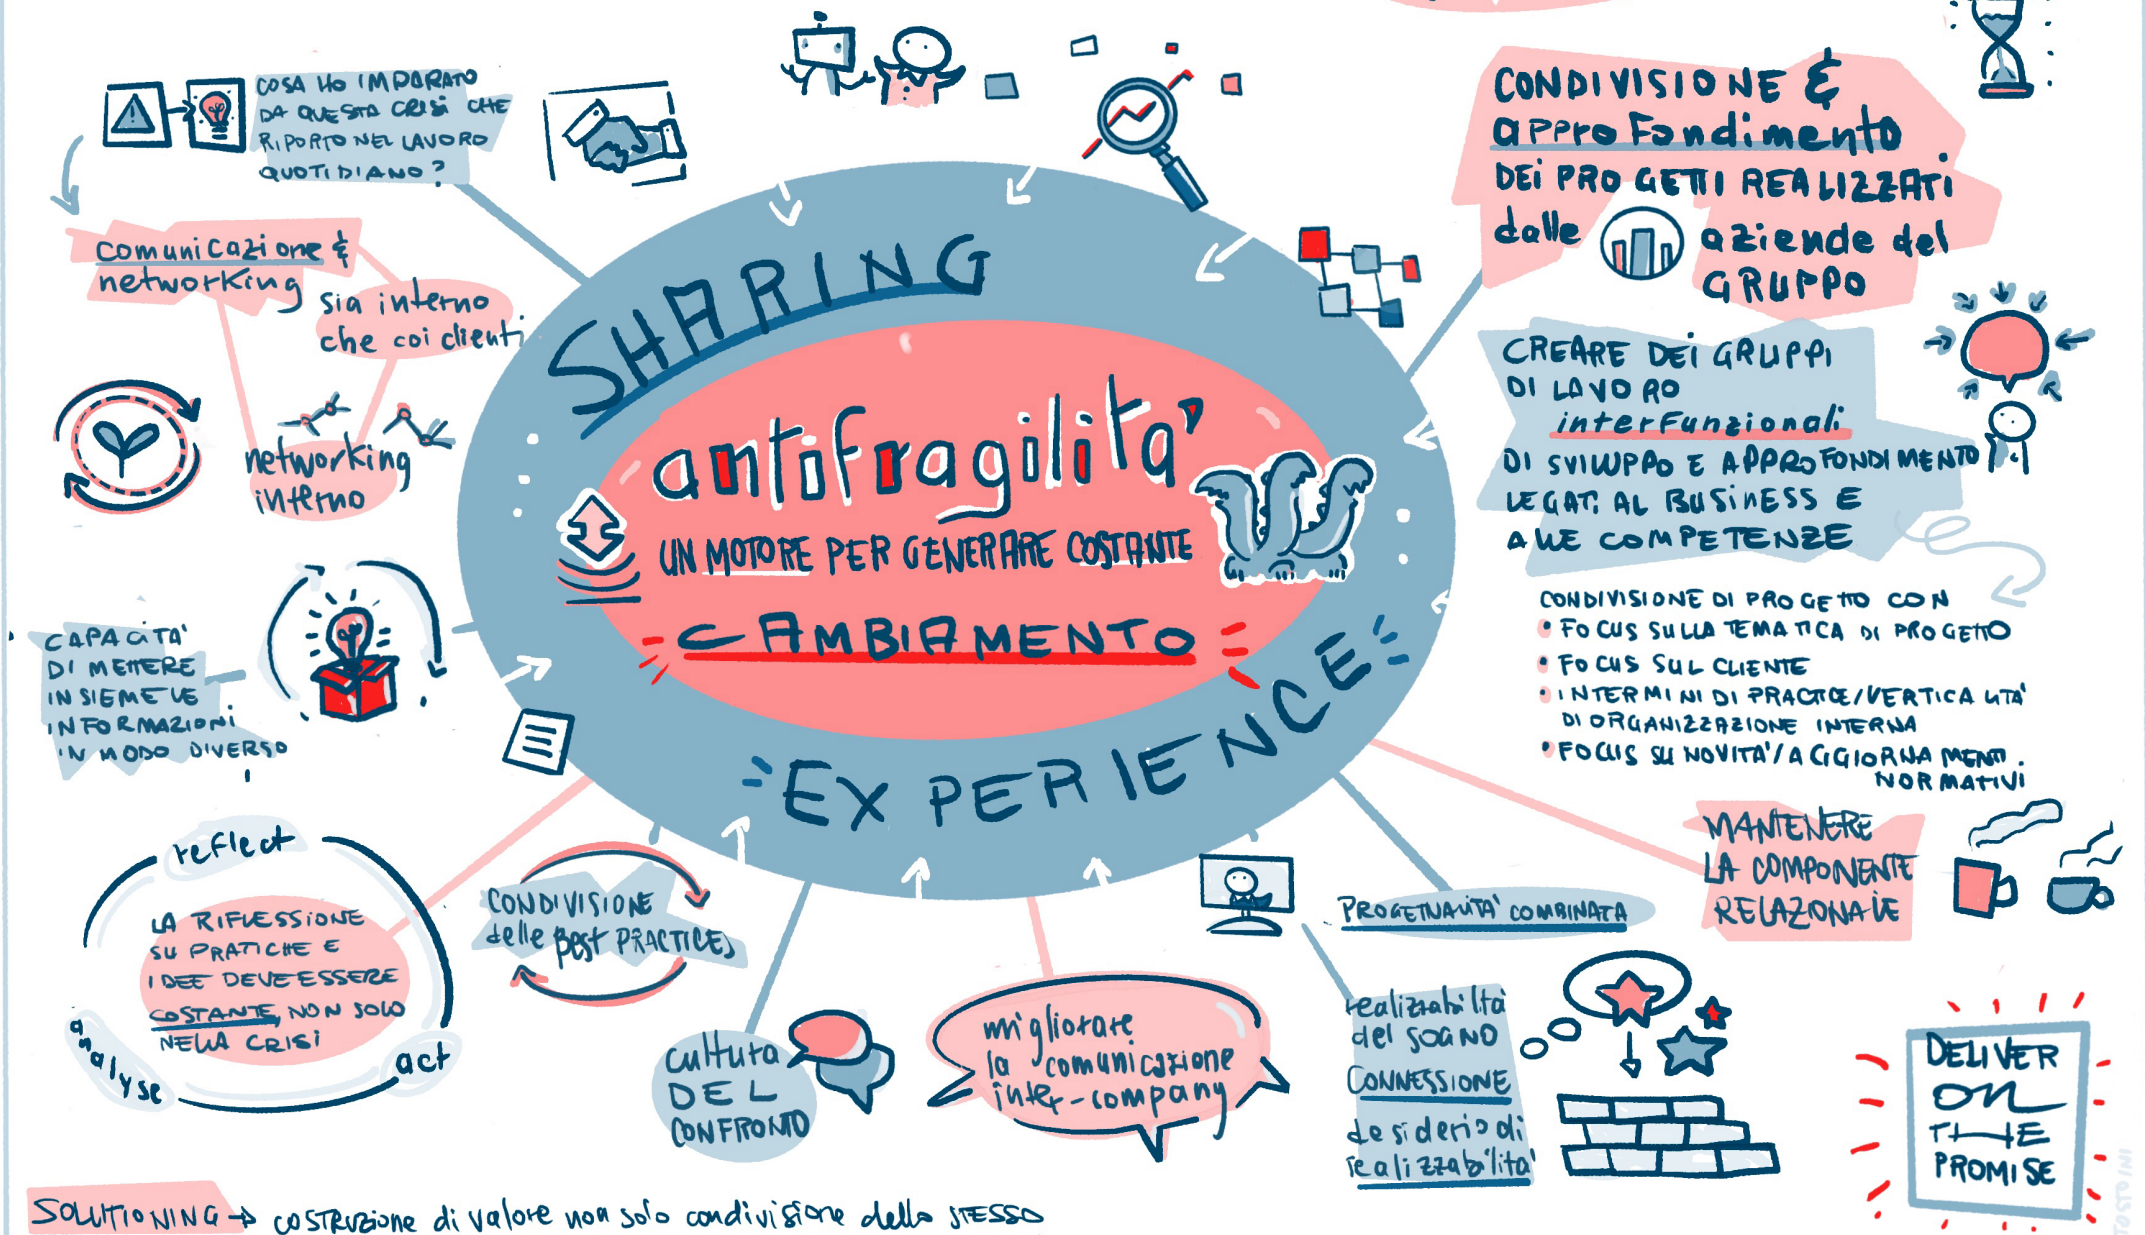 COSA HO IMPARATO
DA QUESTA CRISI CHE
RIPORTO NEL LAVORO
QUOTIDIANO?
comunicazione &
networking
sia interno
che coi clienti
networking
interno
CAPACITA'
DI METTERE
INSIEME LE
INFORMAZIONI
IN MODO DIVERSO
reflect
LA RIFLESSIONE
SU PRATICHE E
IDEE DEVE ESSERE
COSTANTE, NON SOLO
NELLA CRISI
analyse
act
SHARING
antifragilita'
UN MOTORE PER GENERARE COSTANTE
CAMBIAMENTO
EXPERIENCE
CONDIVISIONE
delle Best PRACTICES
cultura
DEL
CONFRONTO
migliorare
la comunicazione
inter-company
CONDIVISIONE &
approfondimento
DEI PROGETTI REALIZZATI
dalle aziende del
GRUPPO
CREARE DEI GRUPPI
DI LAVORO
interfunzionali
DI SVILUPPO E APPROFONDIMENTO
LEGATI AL BUSINESS E
ALLE COMPETENZE
CONDIVISIONE DI PROGETTO CON
• FOCUS SULLA TEMATICA DI PROGETTO
• FOCUS SUL CLIENTE
• IN TERMINI DI PRACTICE/VERTICALITA'
DI ORGANIZZAZIONE INTERNA
• FOCUS SU NOVITA'/AGGIORNAMENTI
NORMATIVI
MANTENERE
LA COMPONENTE
RELAZIONALE
PROGETTUALITA' COMBINATA
realizzabilità
del SOGNO
CONNESSIONE
desiderio di
realizzabilita'
DELIVER
ON
THE
PROMISE
SOLUTIONING → COSTRUZIONE di valore non solo condivisione dello STESSO
TOSTOINI